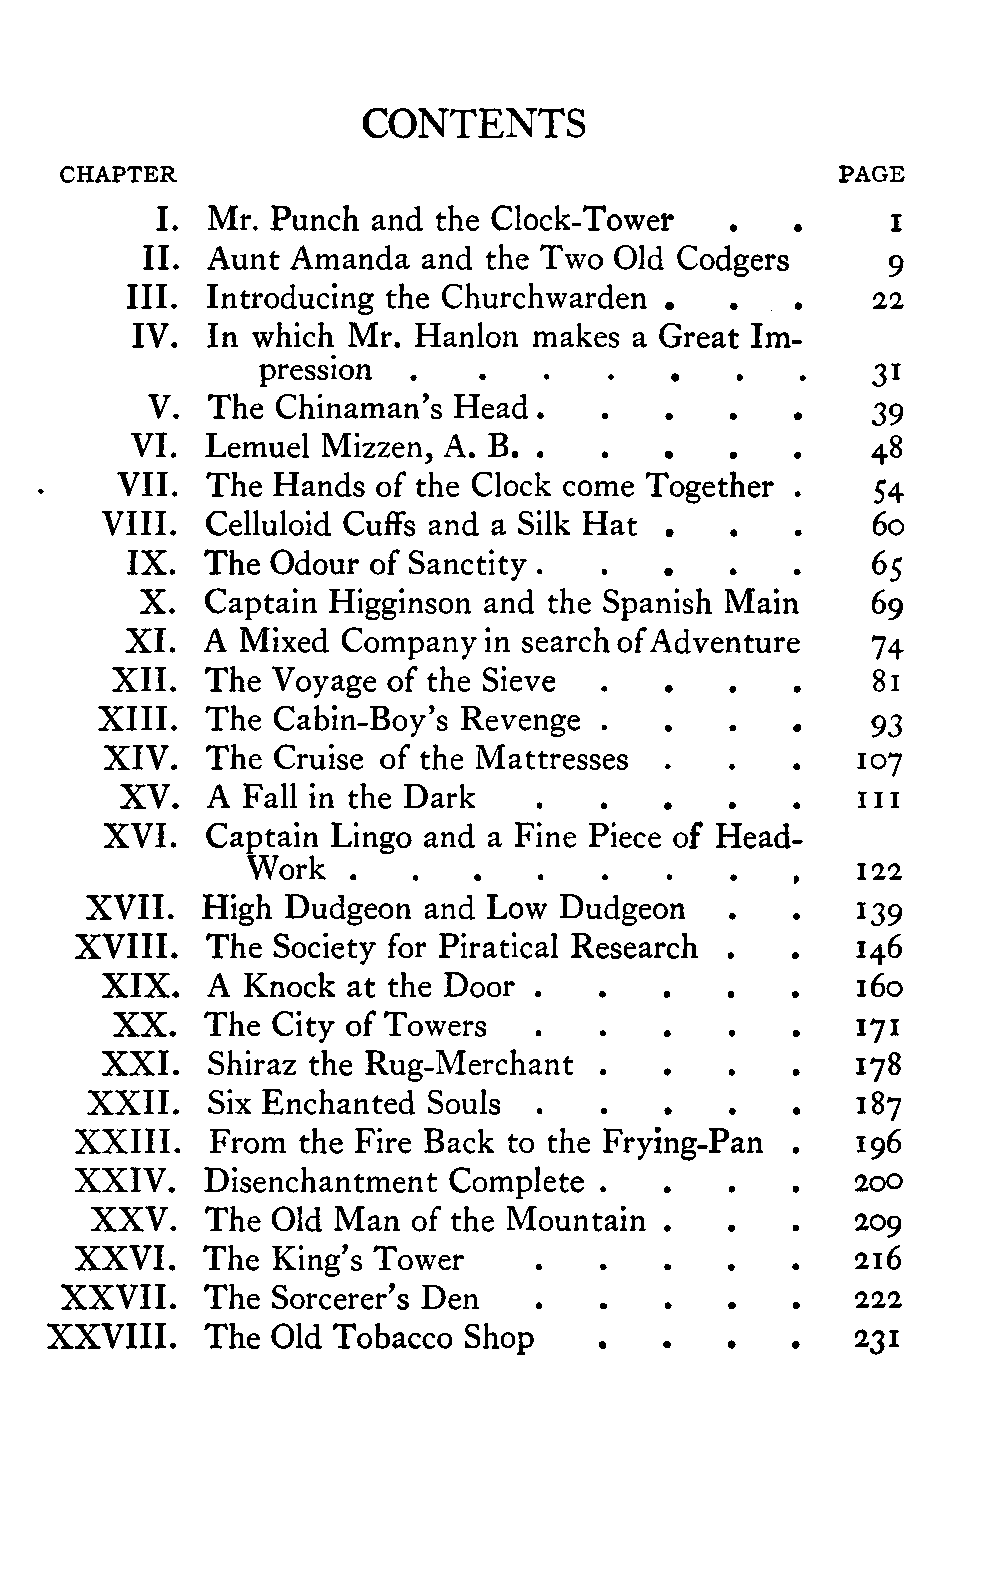 CONTENTS
CHAPTER PAGE
I. Mr. Punch and the Clock-Tower . . 1
II. Aunt Amanda and the Two Old Codgers 9
III. Introducing the Churchwarden . . . 22
IV. In which Mr. Hanlon makes a Great Im-
pression . . . . . . . 31
V. The Chinaman's Head . . . . . 39
VI. Lemuel Mizzen, A. B. . . . . . 48
VII. The Hands of the Clock come Together . 54
VIII. Celluloid Cuffs and a Silk Hat . . . 60
IX. The Odour of Sanctity . . . . . 65
X. Captain Higginson and the Spanish Main 69
XI. A Mixed Company in search of Adventure 74
XII. The Voyage of the Sieve . . . . 81
XIII. The Cabin-Boy's Revenge . . . . 93
XIV. The Cruise of the Mattresses . . . 107
XV. A Fall in the Dark . . . . . 111
XVI. Captain Lingo and a Fine Piece of Head-
Work . . . . . . . , 122
XVII. High Dudgeon and Low Dudgeon . . 139
XVIII. The Society for Piratical Research . . 146
XIX. A Knock at the Door . . . . . 160
XX. The City of Towers . . . . . 171
XXI. Shiraz the Rug-Merchant . . . . 178
XXII. Six Enchanted Souls . . . . . 187
XXIII. From the Fire Back to the Frying-Pan . 196
XXIV. Disenchantment Complete . . . . 200
XXV. The Old Man of the Mountain . . . 209
XXVI. The King's Tower . . . . . 216
XXVII. The Sorcerer's Den . . . . . 222
XXVIII. The Old Tobacco Shop . . . . 231